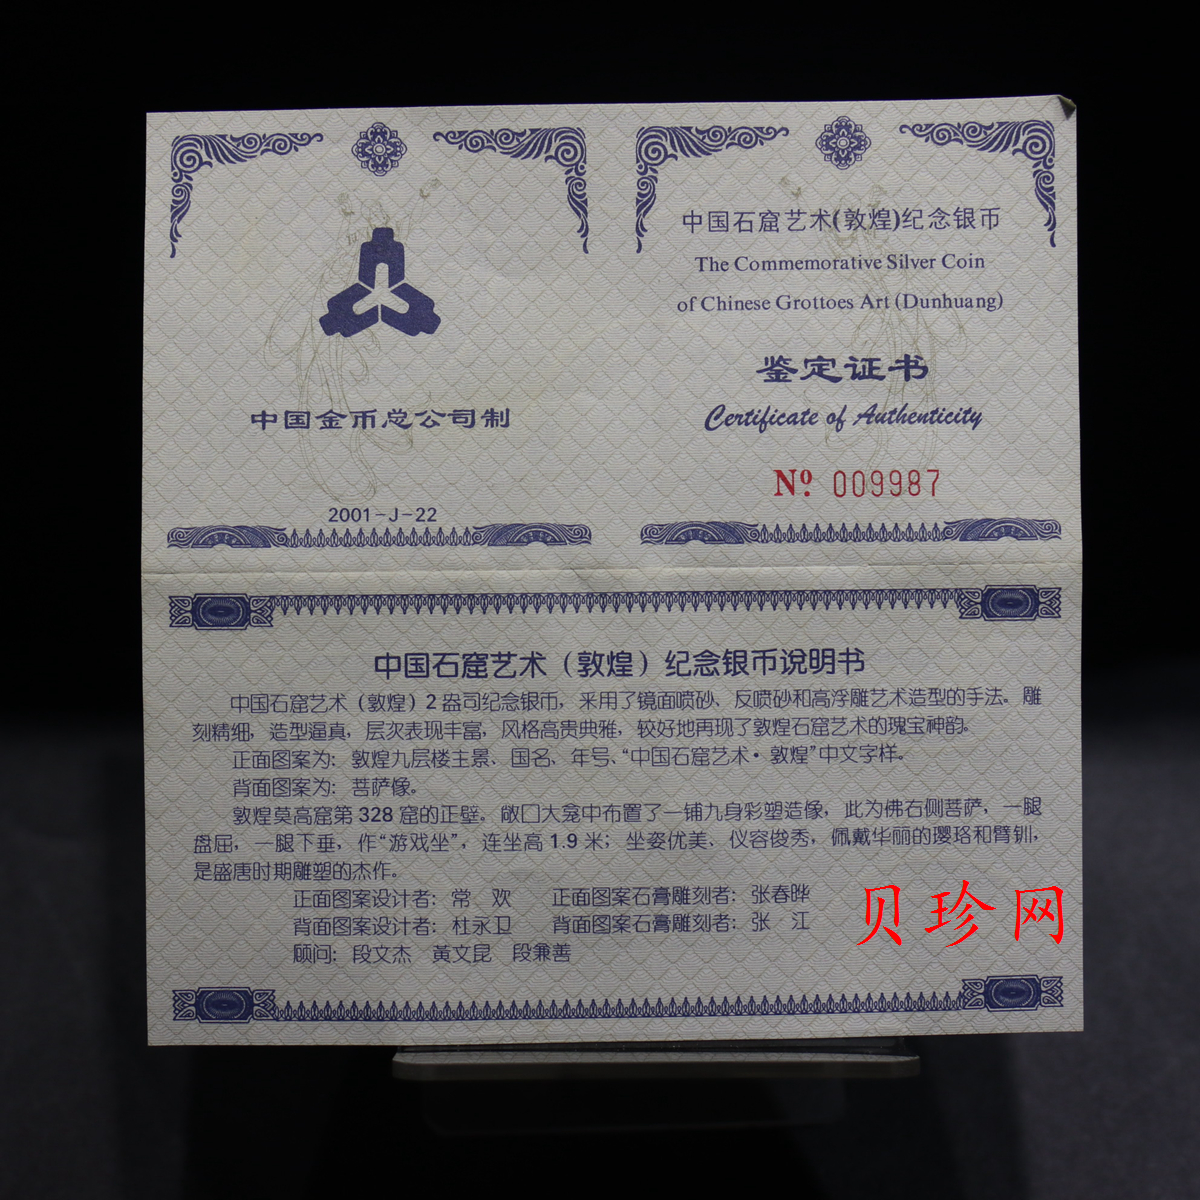 中国金币总公司制
2001-J-22
中国石窟艺术(敦煌)纪念银币
The Commemorative Silver Coin
of Chinese Grottoes Art (Dunhuang)
鉴定证书
Certificate of Authenticity
Nº. 009987
中国石窟艺术（敦煌）纪念银币说明书
中国石窟艺术（敦煌）2 盎司纪念银币，采用了镜面喷砂、反喷砂和高浮雕艺术造型的手法。雕
刻精细，造型逼真，层次表现丰富，风格高贵典雅，较好地再现了敦煌石窟艺术的瑰宝神韵。
正面图案为：敦煌九层楼主景、国名、年号、“中国石窟艺术·敦煌”中文字样。
背面图案为：菩萨像。
敦煌莫高窟第 328 窟的正壁。敞口大龛中布置了一铺九身彩塑造像，此为佛右侧菩萨，一腿
盘屈，一腿下垂，作“游戏坐”，连坐高 1.9 米；坐姿优美、仪容俊秀，佩戴华丽的璎珞和臂钏，
是盛唐时期雕塑的杰作。
正面图案设计者：常 欢 正面图案石膏雕刻者：张春晔
背面图案设计者：杜永卫 背面图案石膏雕刻者：张 江
顾问：段文杰 黄文昆 段兼善
贝珍网